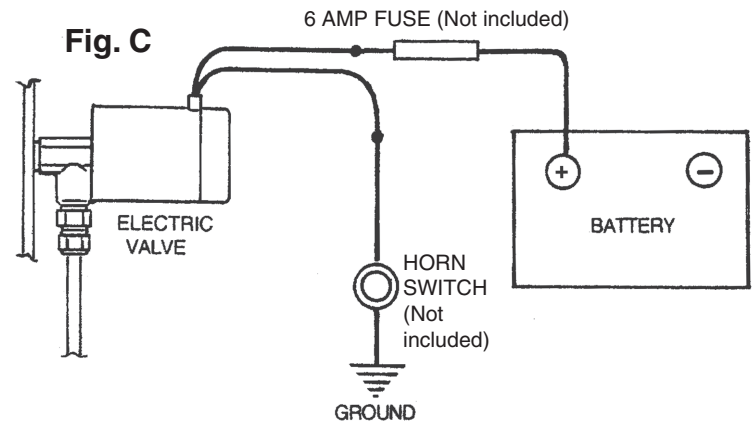 6 AMP FUSE (Not included)
Fig. C
+
−
BATTERY
ELECTRIC
VALVE
HORN
SWITCH
(Not
included)
GROUND